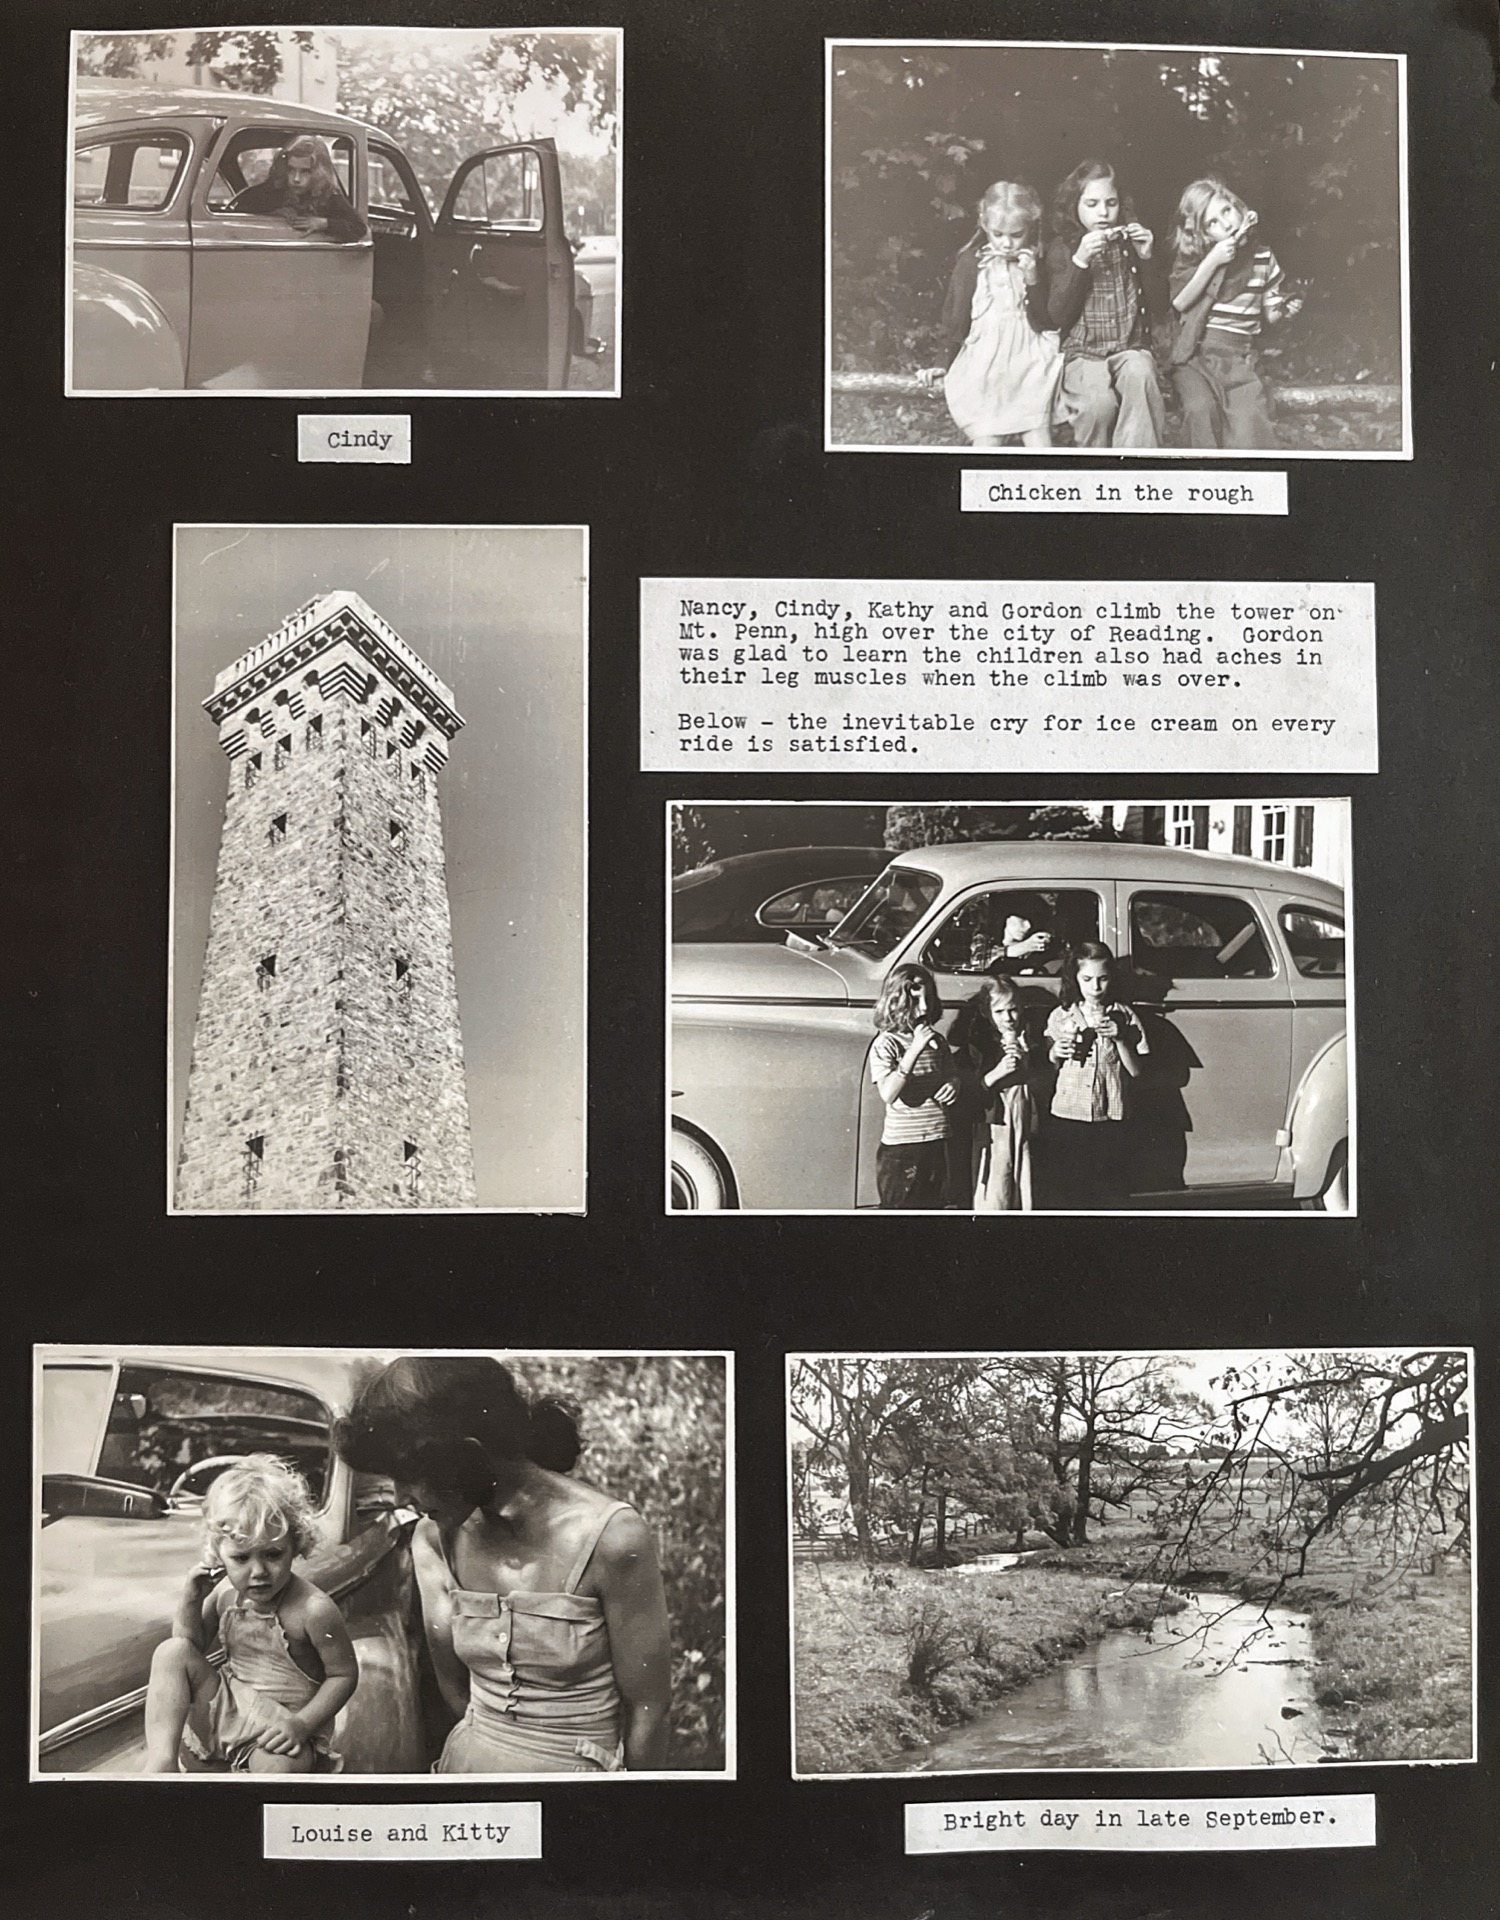 Cindy
Chicken in the rough
Nancy, Cindy, Kathy and Gordon climb the tower on
Mt. Penn, high over the city of Reading.  Gordon
was glad to learn the children also had aches in
their leg muscles when the climb was over.
Below - the inevitable cry for ice cream on every
ride is satisfied.
Louise and Kitty
Bright day in late September.